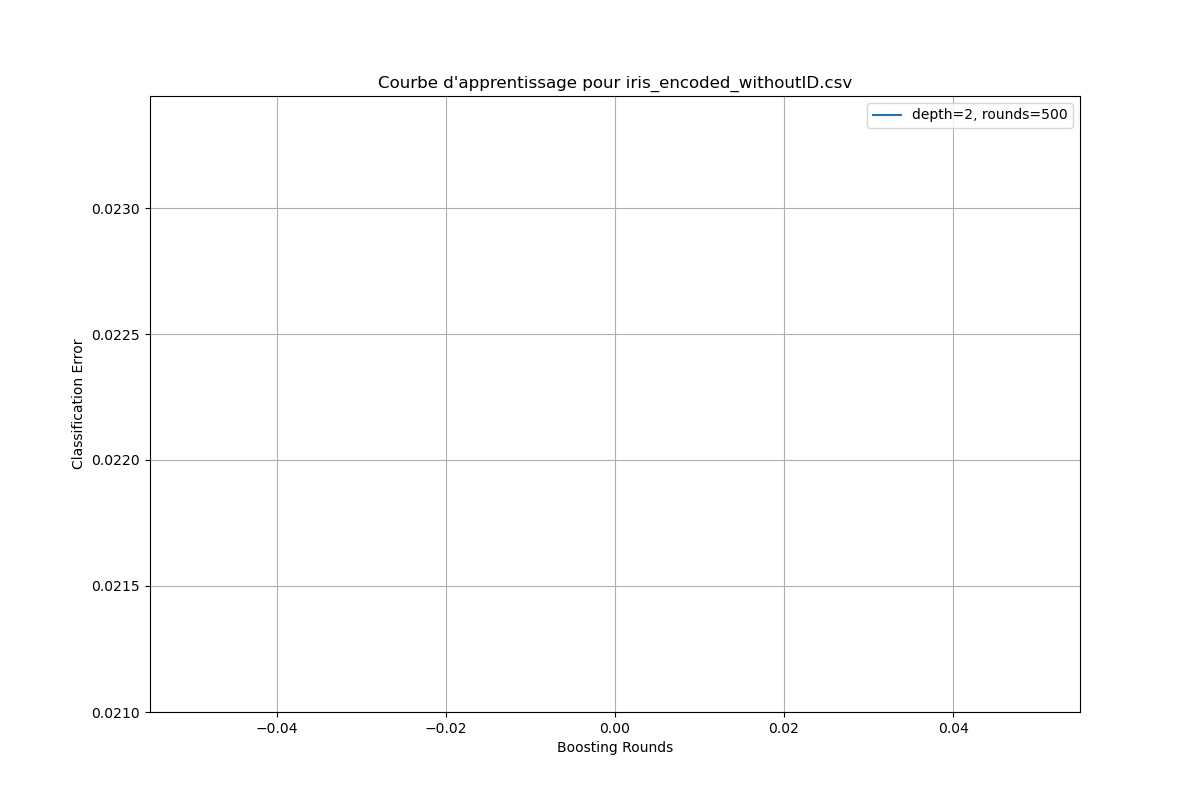 Courbe d'apprentissage pour iris_encoded_withoutID.csv
depth=2, rounds=500
0.0230
0.0225
0.0220
0.0215
0.0210
Classification Error
−0.04 −0.02 0.00 0.02 0.04
Boosting Rounds